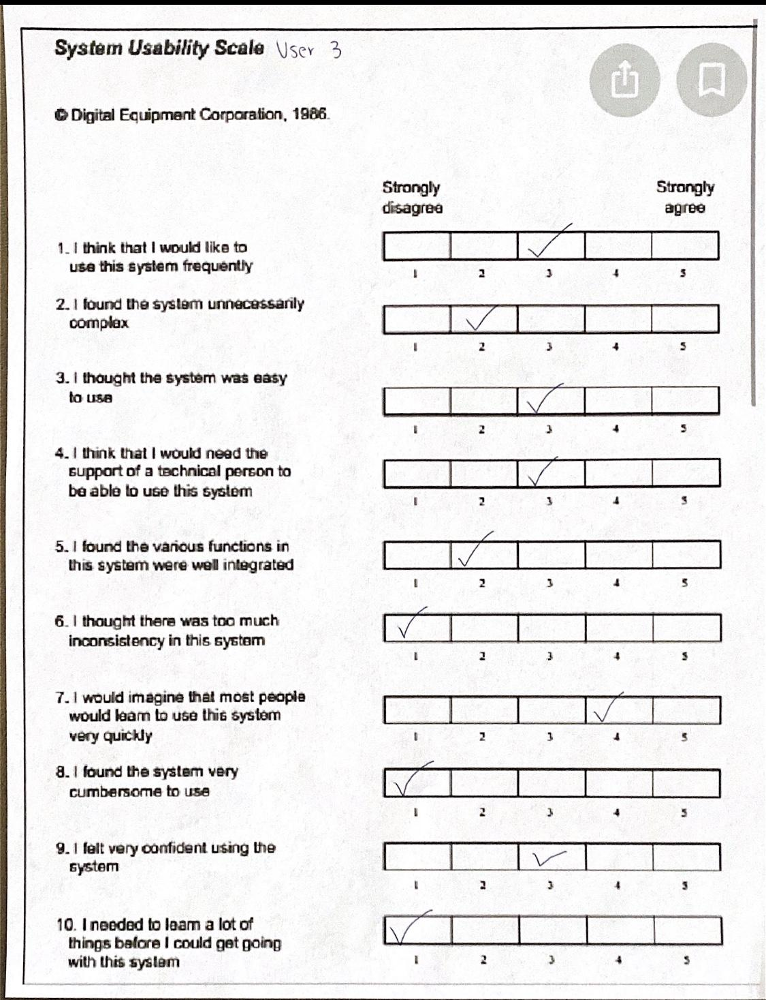 System Usability Scale User 3
© Digital Equipment Corporation, 1986.
Strongly disagree
Strongly agree
1. I think that I would like to
use this system frequently
✓
1 2 3 4 5
2. I found the system unnecessarily
complex
✓
1 2 3 4 5
3. I thought the system was easy
to use
✓
1 2 3 4 5
4. I think that I would need the
support of a technical person to
be able to use this system
✓
1 2 3 4 5
5. I found the various functions in
this system were well integrated
✓
1 2 3 4 5
6. I thought there was too much
inconsistency in this system
✓
1 2 3 4 5
7. I would imagine that most people
would learn to use this system
very quickly
✓
1 2 3 4 5
8. I found the system very
cumbersome to use
✓
1 2 3 4 5
9. I felt very confident using the
system
✓
1 2 3 4 5
10. I needed to learn a lot of
things before I could get going
with this system
✓
1 2 3 4 5